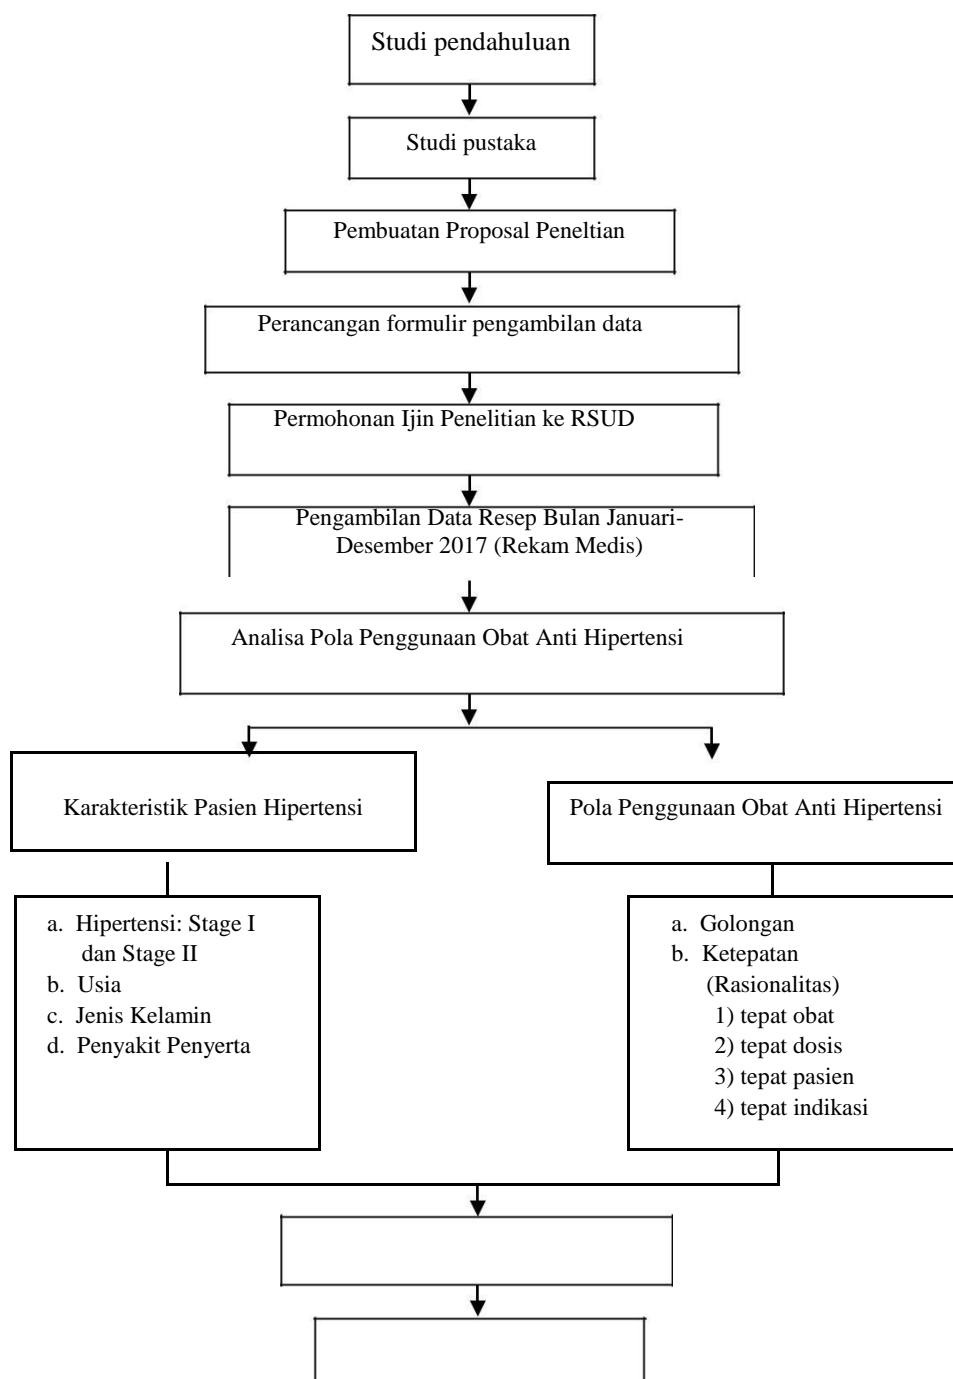 Studi pendahuluan
Studi pustaka
Pembuatan Proposal Peneltian
Perancangan formulir pengambilan data
Permohonan Ijin Penelitian ke RSUD
Pengambilan Data Resep Bulan Januari-
Desember 2017 (Rekam Medis)
Analisa Pola Penggunaan Obat Anti Hipertensi
Karakteristik Pasien Hipertensi
a. Hipertensi: Stage I
dan Stage II
b. Usia
c. Jenis Kelamin
d. Penyakit Penyerta
Pola Penggunaan Obat Anti Hipertensi
a. Golongan
b. Ketepatan
(Rasionalitas)
1) tepat obat
2) tepat dosis
3) tepat pasien
4) tepat indikasi